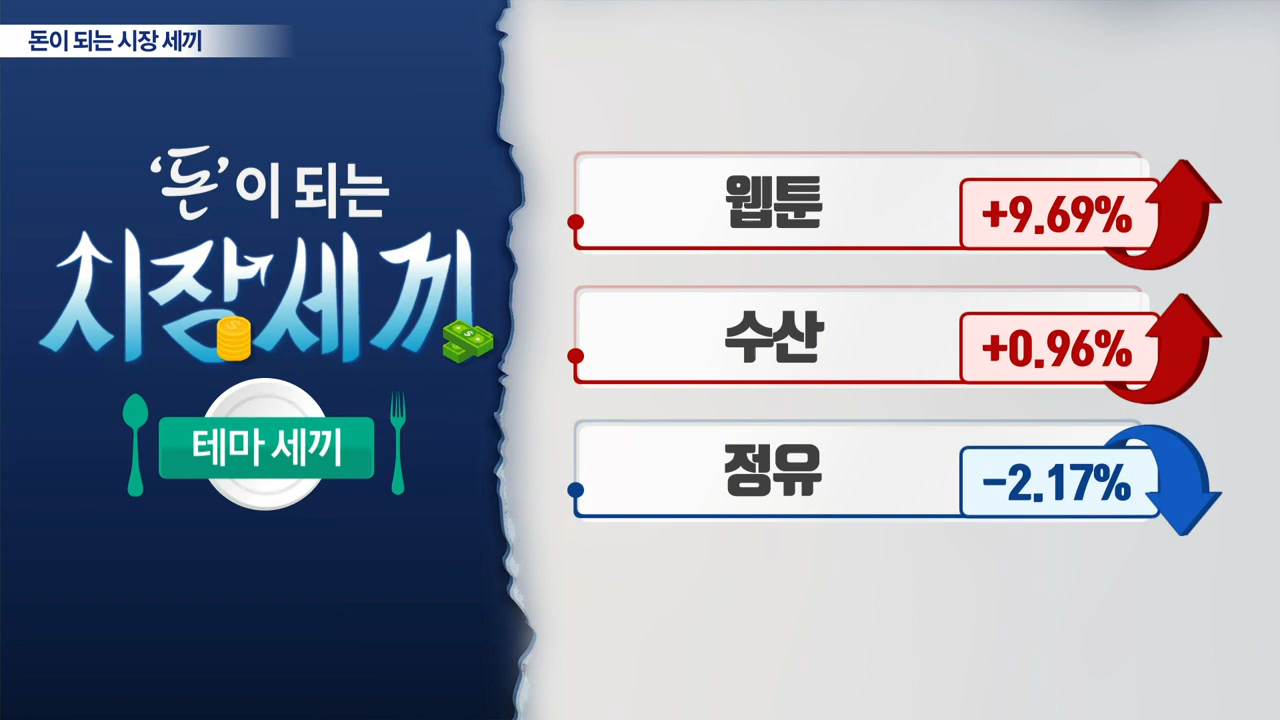 돈이 되는 시장 세끼
‘돈’이 되는
시장세끼
테마 세끼
웹툰
+9.69%
수산
+0.96%
정유
-2.17%